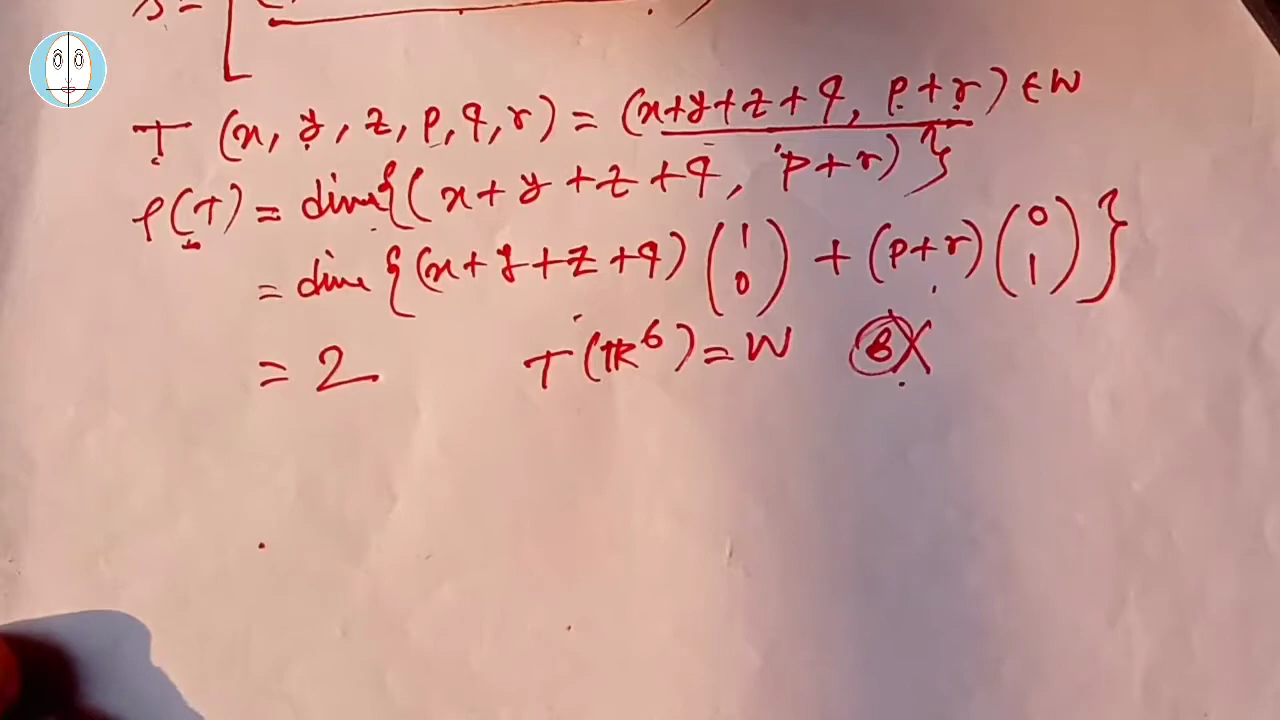 S = [
T (x, y, z, p, q, r) = (x+y+z+q, p+r) ∈ W
ρ(T) = dim{(x+y+z+q, p+r)}
= dim {(x+y+z+q) (1 0) + (p+r) (0 1)}
= 2 T(ℝ⁶) = W Ⓑ X